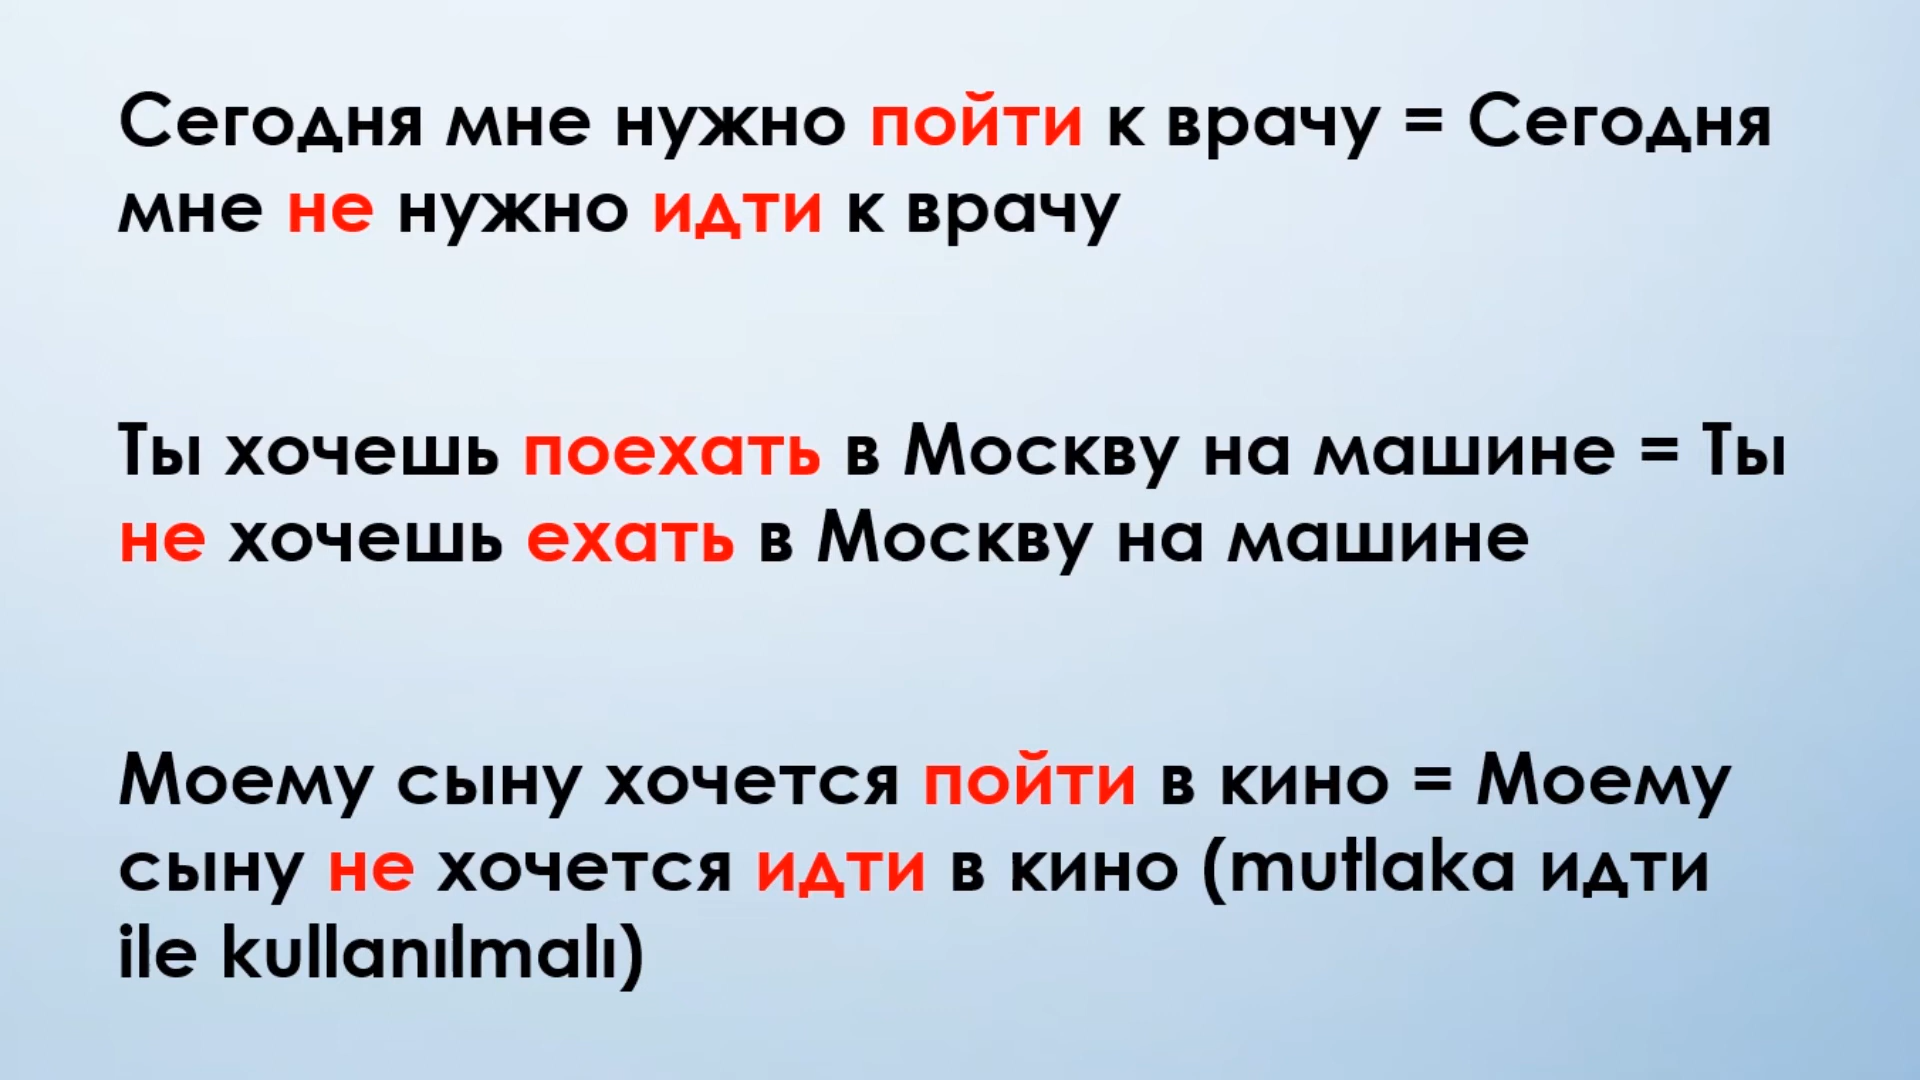 Сегодня мне нужно пойти к врачу = Сегодня
мне не нужно идти к врачу
Ты хочешь поехать в Москву на машине = Ты
не хочешь ехать в Москву на машине
Моему сыну хочется пойти в кино = Моему
сыну не хочется идти в кино (mutlaka идти
ile kullanılmalı)